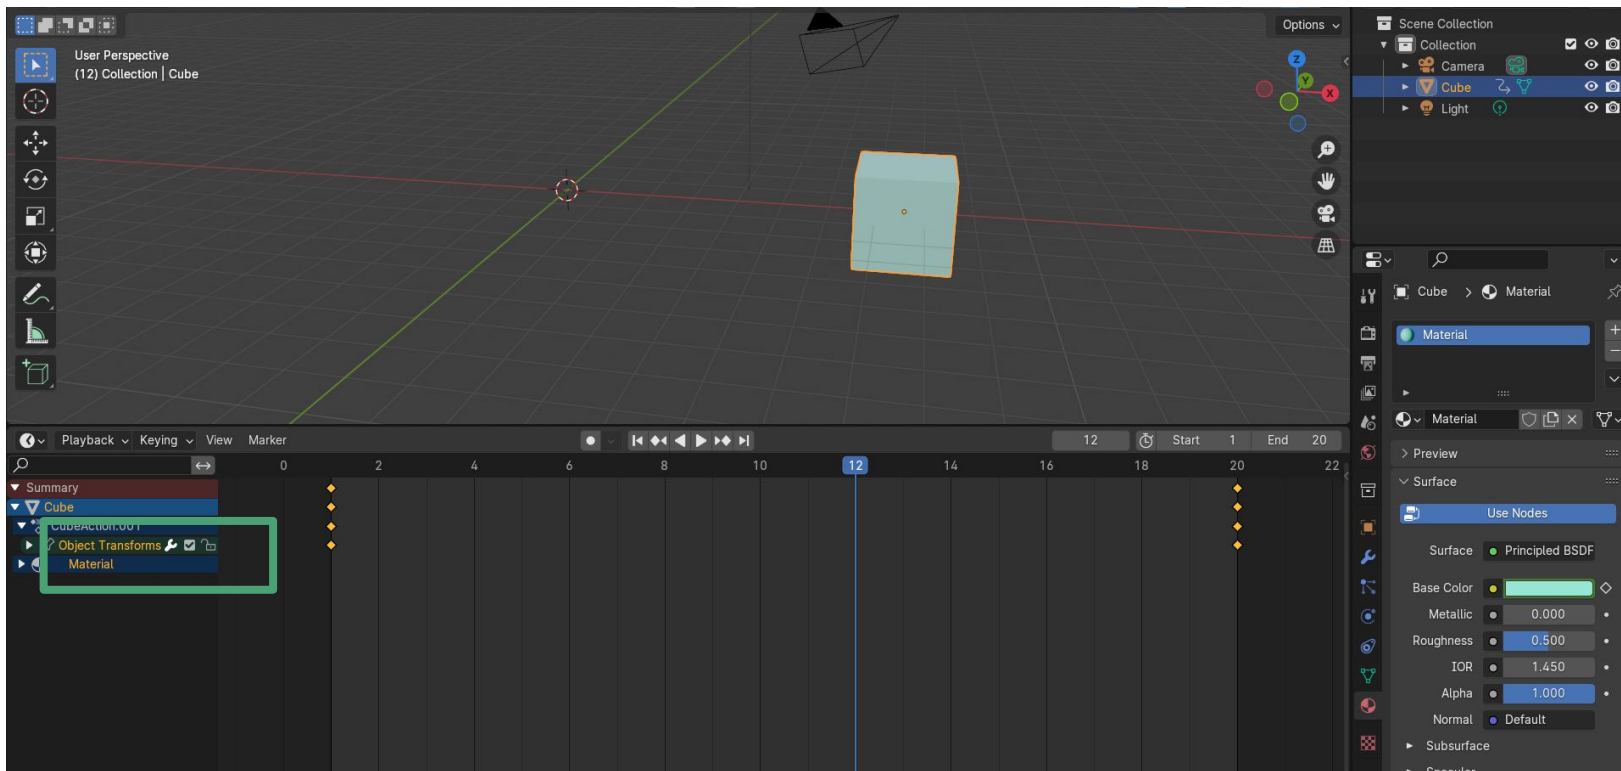 Options
User Perspective
(12) Collection | Cube
Z
Y
X
Scene Collection
Collection
Camera
Cube
Light
Cube > Material
Material
Material
Preview
Surface
Use Nodes
Surface Principled BSDF
Base Color
Metallic 0.000
Roughness 0.500
IOR 1.450
Alpha 1.000
Normal Default
Subsurface
Playback Keying View Marker
12 Start 1 End 20
0 2 4 6 8 10 12 14 16 18 20 22
Summary
Cube
CubeAction.001
Object Transforms
Material